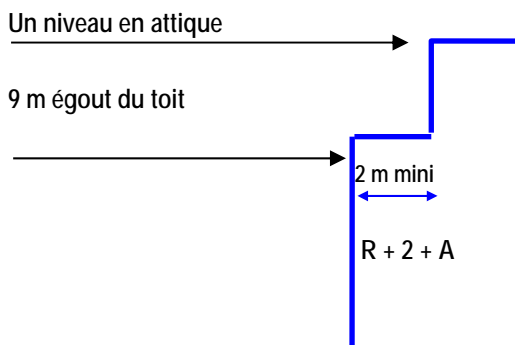 Un niveau en attique
9 m égout du toit
2 m mini
R + 2 + A